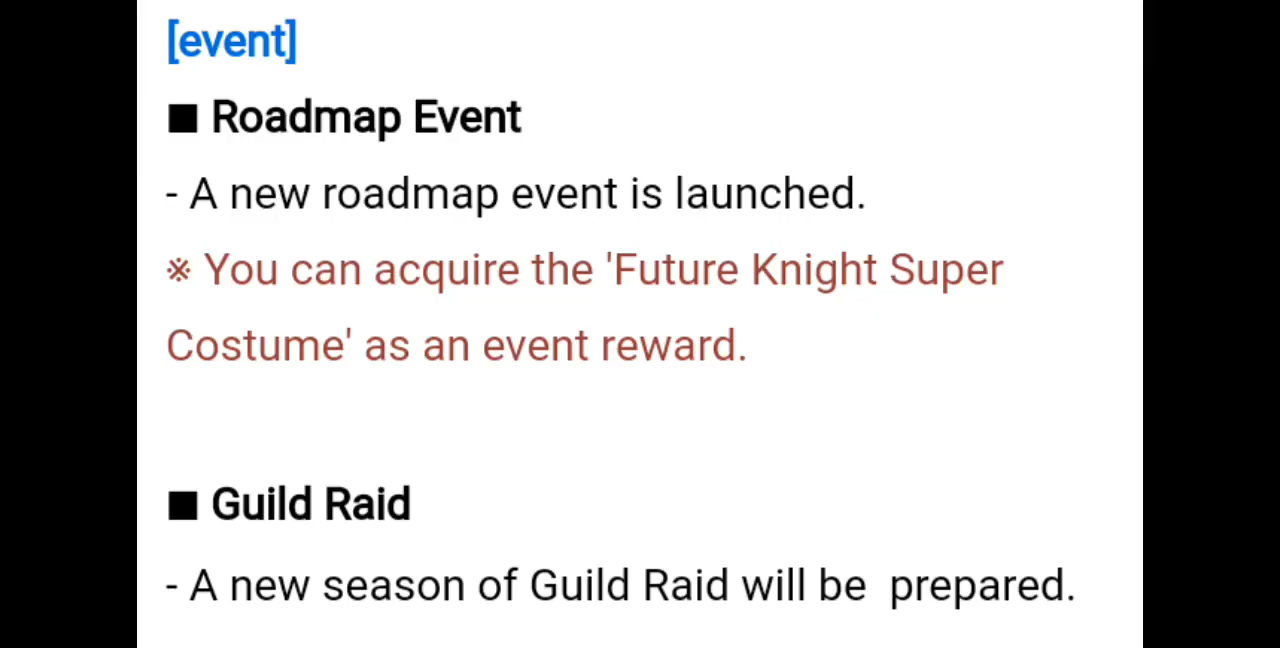 [event]
■ Roadmap Event
- A new roadmap event is launched.
※ You can acquire the 'Future Knight Super
Costume' as an event reward.
■ Guild Raid
- A new season of Guild Raid will be  prepared.